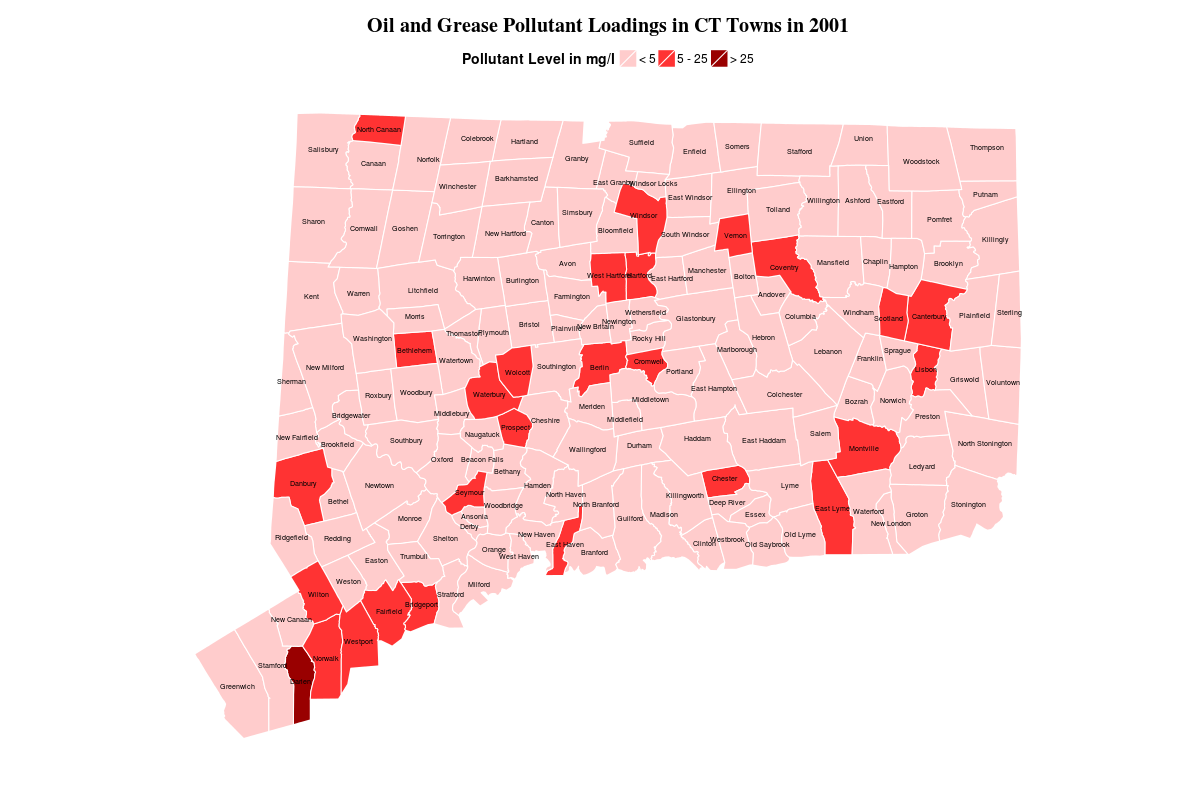 Oil and Grease Pollutant Loadings in CT Towns in 2001
Pollutant Level in mg/l < 5 5 - 25 > 25
North Canaan
Salisbury
Canaan
Norfolk
Colebrook
Hartland
Granby
Suffield
Enfield
Somers
Stafford
Union
Woodstock
Thompson
Winchester
Barkhamsted
East Granby
Windsor Locks
East Windsor
Ellington
Tolland
Willington
Ashford
Eastford
Putnam
Sharon
Cornwall
Goshen
Torrington
New Hartford
Canton
Simsbury
Bloomfield
Windsor
South Windsor
Vernon
Pomfret
Killingly
Kent
Warren
Litchfield
Harwinton
Burlington
Avon
Farmington
West Hartford
Hartford
East Hartford
Manchester
Bolton
Coventry
Mansfield
Chaplin
Hampton
Brooklyn
Andover
Columbia
Windham
Scotland
Canterbury
Plainfield
Sterling
Washington
Morris
Bethlehem
Thomaston
Plymouth
Bristol
Plainville
New Britain
Newington
Wethersfield
Rocky Hill
Glastonbury
Marlborough
Hebron
Lebanon
Franklin
Sprague
Lisbon
Griswold
Voluntown
New Milford
Sherman
Roxbury
Woodbury
Watertown
Waterbury
Wolcott
Southington
Berlin
Cromwell
Portland
East Hampton
Colchester
Bozrah
Norwich
Preston
Bridgewater
Middlebury
Naugatuck
Prospect
Cheshire
Meriden
Middletown
Middlefield
New Fairfield
Brookfield
Southbury
Oxford
Beacon Falls
Bethany
Wallingford
Durham
Haddam
East Haddam
Salem
Montville
Ledyard
North Stonington
Danbury
Bethel
Newtown
Seymour
Woodbridge
Hamden
North Haven
North Branford
Guilford
Madison
Killingworth
Chester
Deep River
Essex
Lyme
East Lyme
Waterford
New London
Groton
Stonington
Ridgefield
Redding
Monroe
Ansonia
Derby
Shelton
Orange
New Haven
West Haven
East Haven
Branford
Clinton
Westbrook
Old Saybrook
Old Lyme
Easton
Trumbull
Weston
Wilton
Milford
Stratford
Bridgeport
Fairfield
New Canaan
Westport
Norwalk
Stamford
Darien
Greenwich